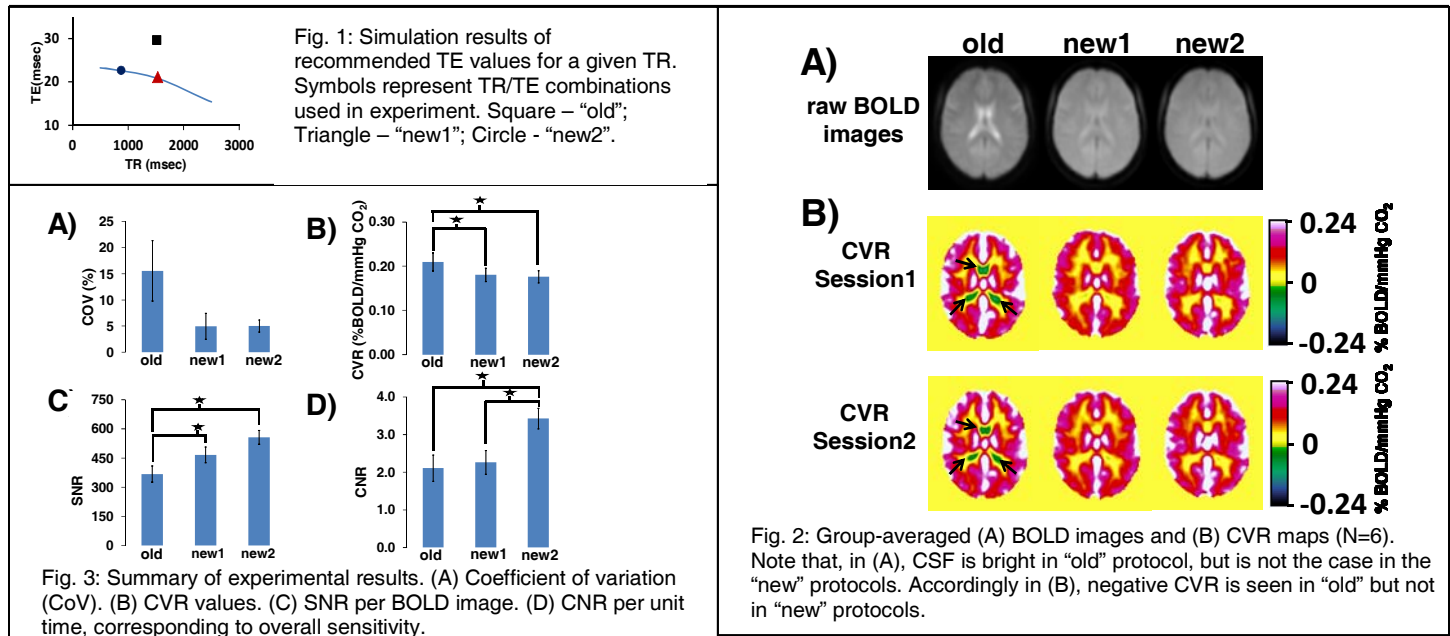 TE(msec)
30
20
10
0
1000
2000
3000
TR (msec)
Fig. 1: Simulation results of
recommended TE values for a given TR.
Symbols represent TR/TE combinations
used in experiment. Square – “old”;
Triangle – “new1”; Circle - “new2”.
A)
COV (%)
25
20
15
10
5
0
old
new1
new2
B)
CVR (%BOLD/mmHg CO2)
0.30
0.20
0.10
0.00
old
new1
new2
C
SNR
750
600
450
300
150
0
old
new1
new2
D)
CNR
4.0
3.0
2.0
1.0
0.0
old
new1
new2
Fig. 3: Summary of experimental results. (A) Coefficient of variation
(CoV). (B) CVR values. (C) SNR per BOLD image. (D) CNR per unit
time, corresponding to overall sensitivity.
old new1 new2
A)
raw BOLD
images
B)
CVR
Session1
0.24
0
-0.24
% BOLD/mmHg CO2
CVR
Session2
0.24
0
-0.24
% BOLD/mmHg CO2
Fig. 2: Group-averaged (A) BOLD images and (B) CVR maps (N=6).
Note that, in (A), CSF is bright in “old” protocol, but is not the case in the
“new” protocols. Accordingly in (B), negative CVR is seen in “old” but not
in “new” protocols.